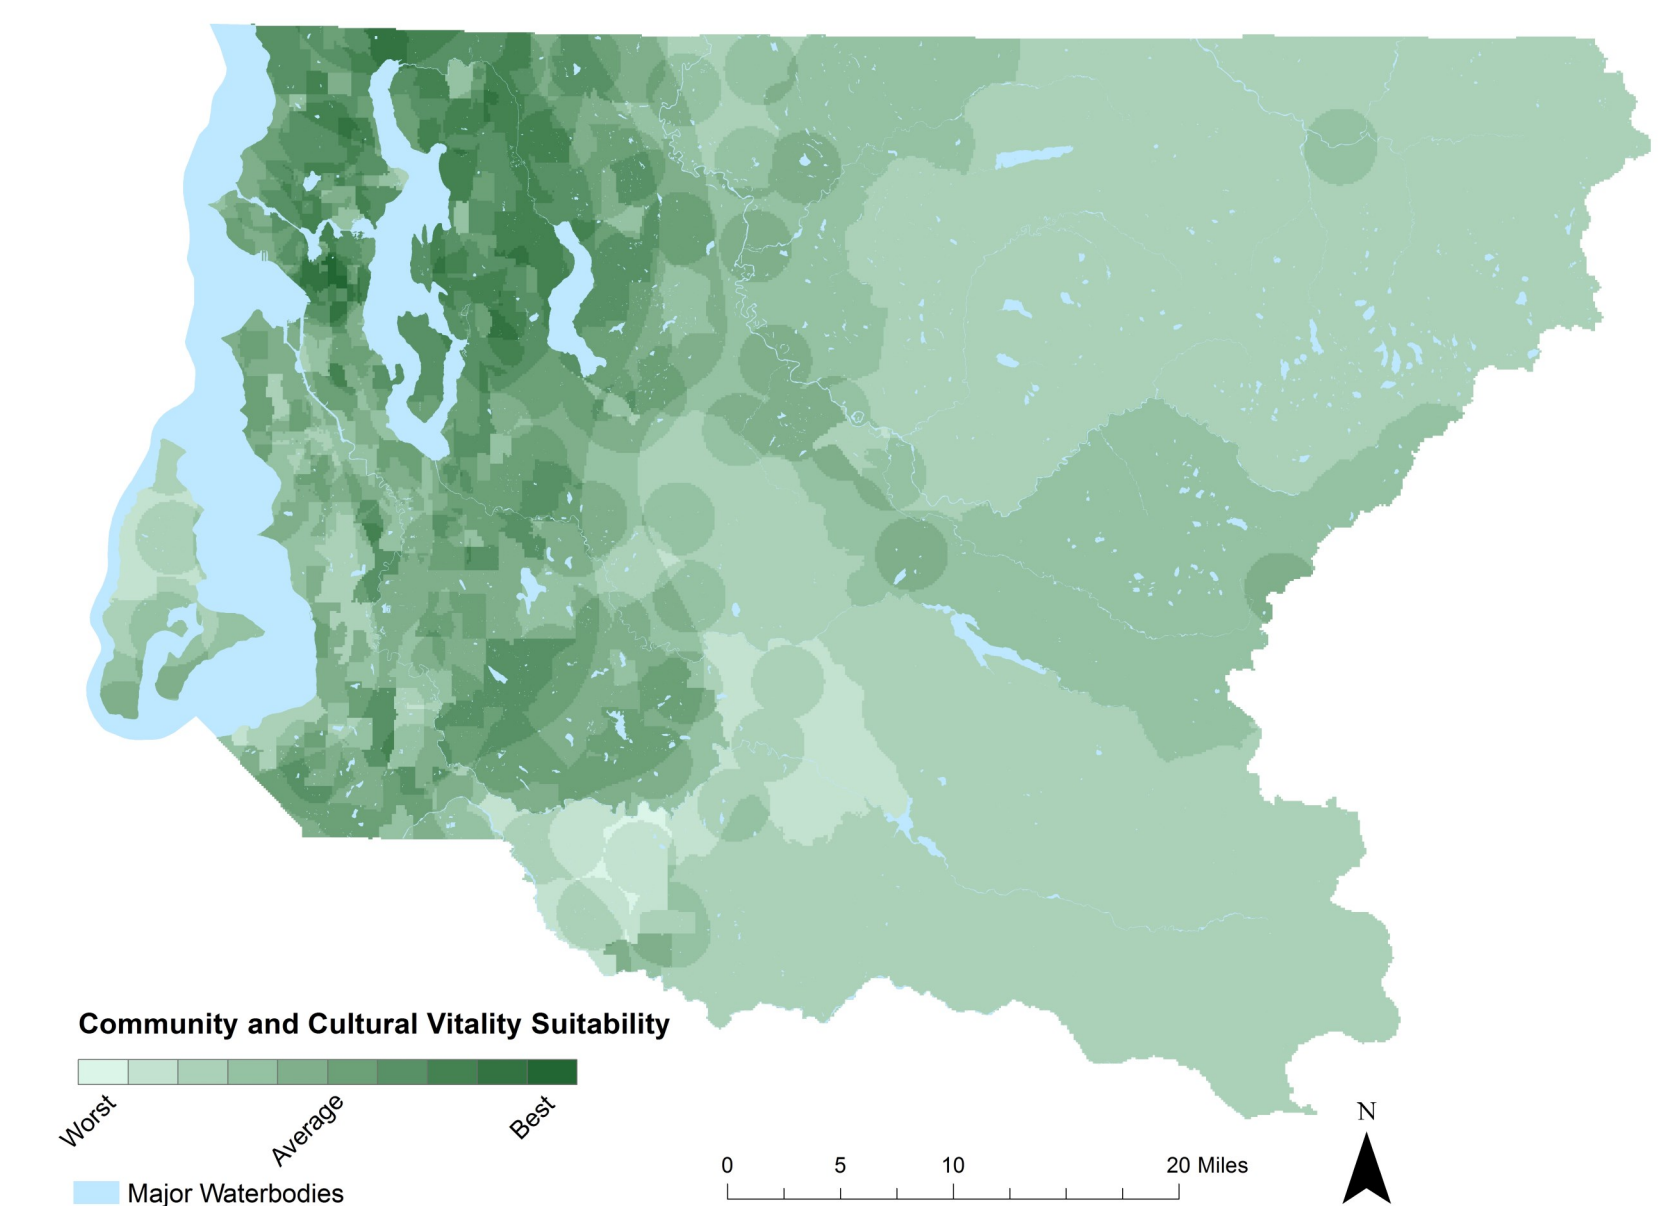 Community and Cultural Vitality Suitability
Worst
Average
Best
Major Waterbodies
0 5 10 20 Miles
N